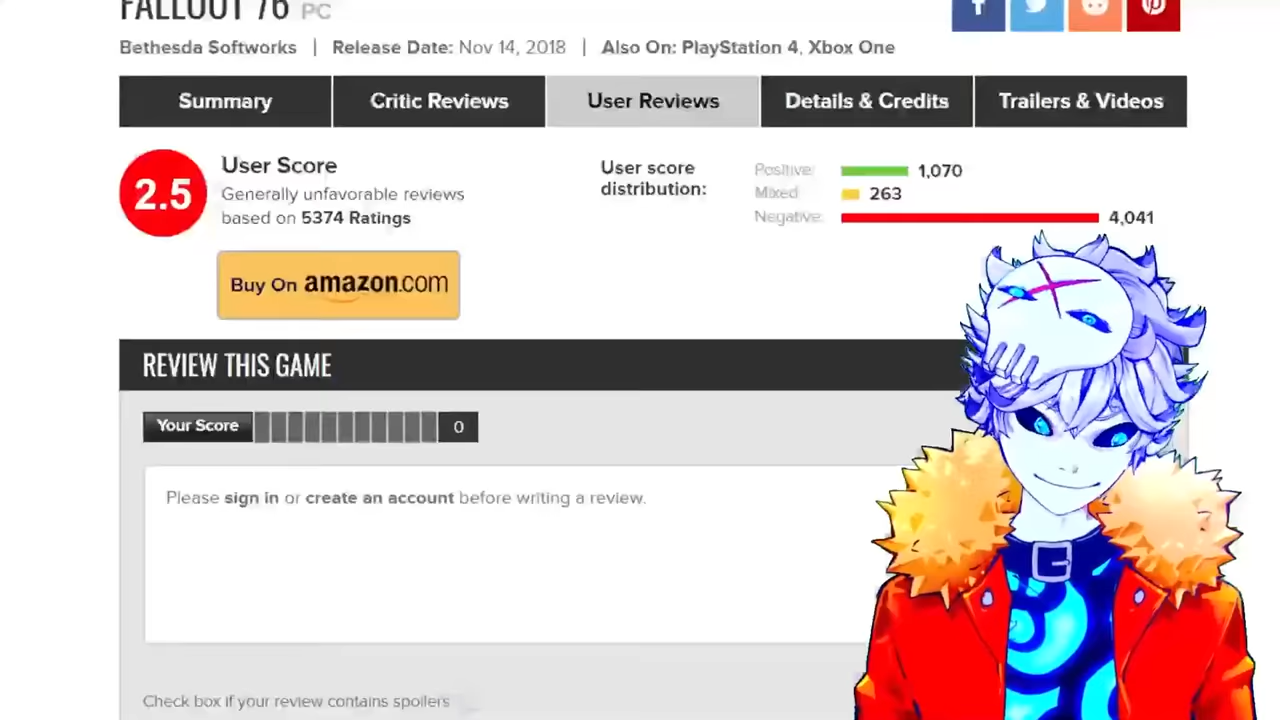 FALLOUT 76 PC
Bethesda Softworks | Release Date: Nov 14, 2018 | Also On: PlayStation 4, Xbox One
Summary Critic Reviews User Reviews Details & Credits Trailers & Videos
2.5
User Score
Generally unfavorable reviews
based on 5374 Ratings
User score
distribution:
Positive: 1,070
Mixed 263
Negative: 4,041
Buy On amazon.com
REVIEW THIS GAME
Your Score 0
Please sign in or create an account before writing a review.
Check box if your review contains spoilers